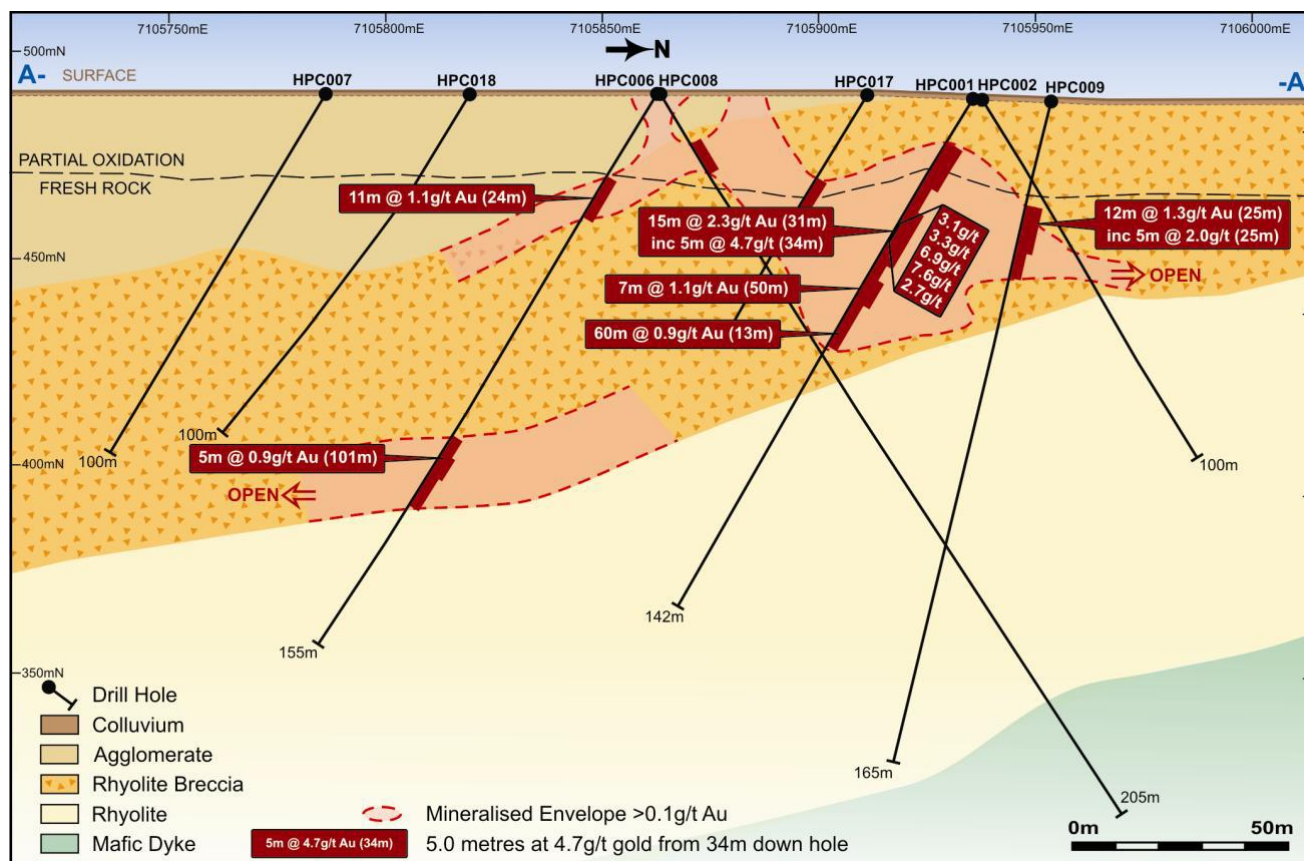 7105750mE
7105800mE
7105850mE
7105900mE
7105950mE
7106000mE
500mN
N
A-
SURFACE
-A
HPC007
HPC018
HPC006
HPC008
HPC017
HPC001
HPC002
HPC009
PARTIAL OXIDATION
FRESH ROCK
11m @ 1.1g/t Au (24m)
15m @ 2.3g/t Au (31m)
inc 5m @ 4.7g/t (34m)
3.1g/t
3.3g/t
6.9g/t
7.6g/t
2.7g/t
12m @ 1.3g/t Au (25m)
inc 5m @ 2.0g/t (25m)
450mN
OPEN
7m @ 1.1g/t Au (50m)
60m @ 0.9g/t Au (13m)
100m
100m
5m @ 0.9g/t Au (101m)
100m
400mN
OPEN
142m
155m
350mN
165m
205m
Drill Hole
Colluvium
Agglomerate
Rhyolite Breccia
Rhyolite
Mafic Dyke
Mineralised Envelope >0.1g/t Au
5m @ 4.7g/t Au (34m)
5.0 metres at 4.7g/t gold from 34m down hole
0m
50m